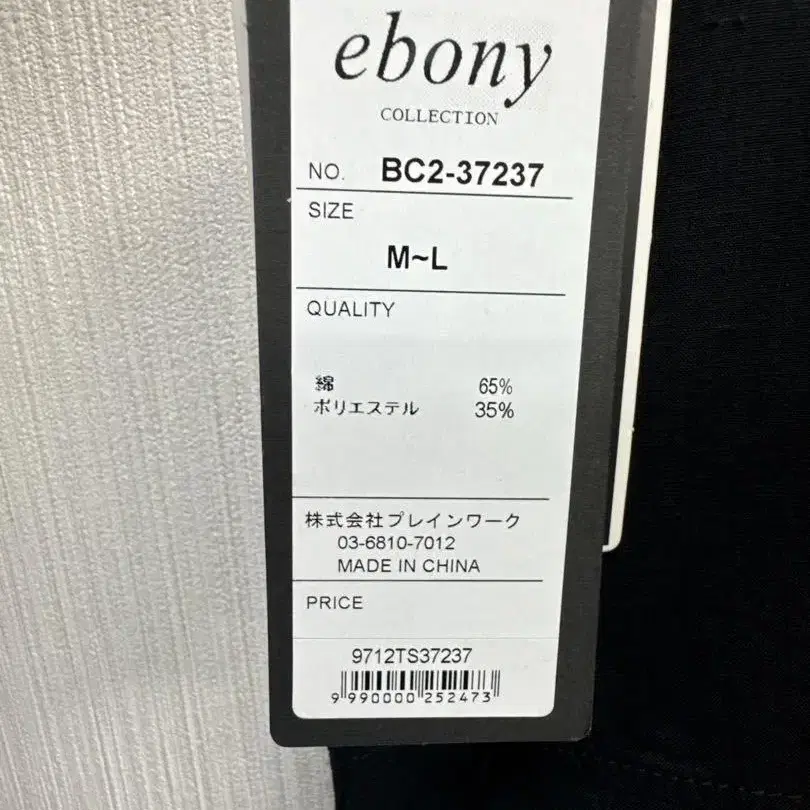 ebony
COLLECTION
NO. BC2-37237
SIZE
M~L
QUALITY
綿 65%
ポリエステル 35%
株式会社プレインワーク
03-6810-7012
MADE IN CHINA
PRICE
9712TS37237
9 990000 252473